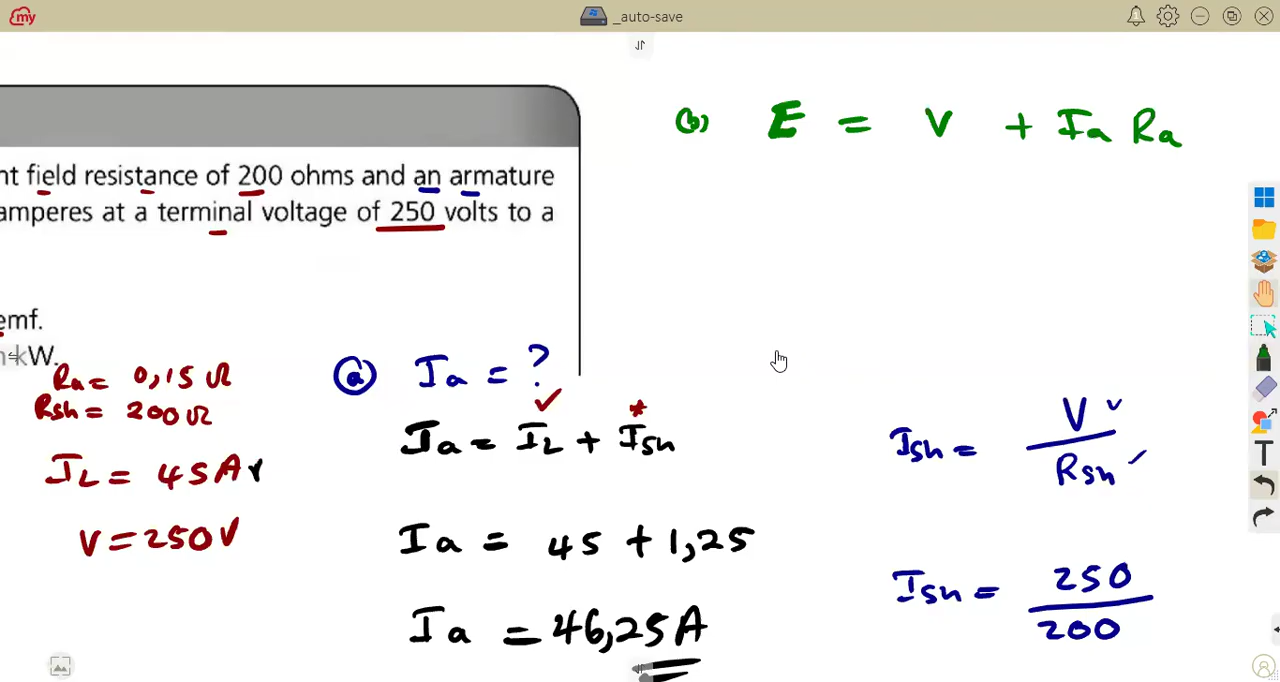 my
_auto-save
nt field resistance of 200 ohms and an armature
amperes at a terminal voltage of 250 volts to a
emf.
kW.
Ra = 0,15 Ω
Rsh = 200 Ω
IL = 45A
V = 250V
(a) Ia = ?
Ia = IL + Ish
Ia = 45 + 1,25
Ia = 46,25A
(b) E = V + Ia Ra
Ish = V / Rsh
Ish = 250 / 200
T